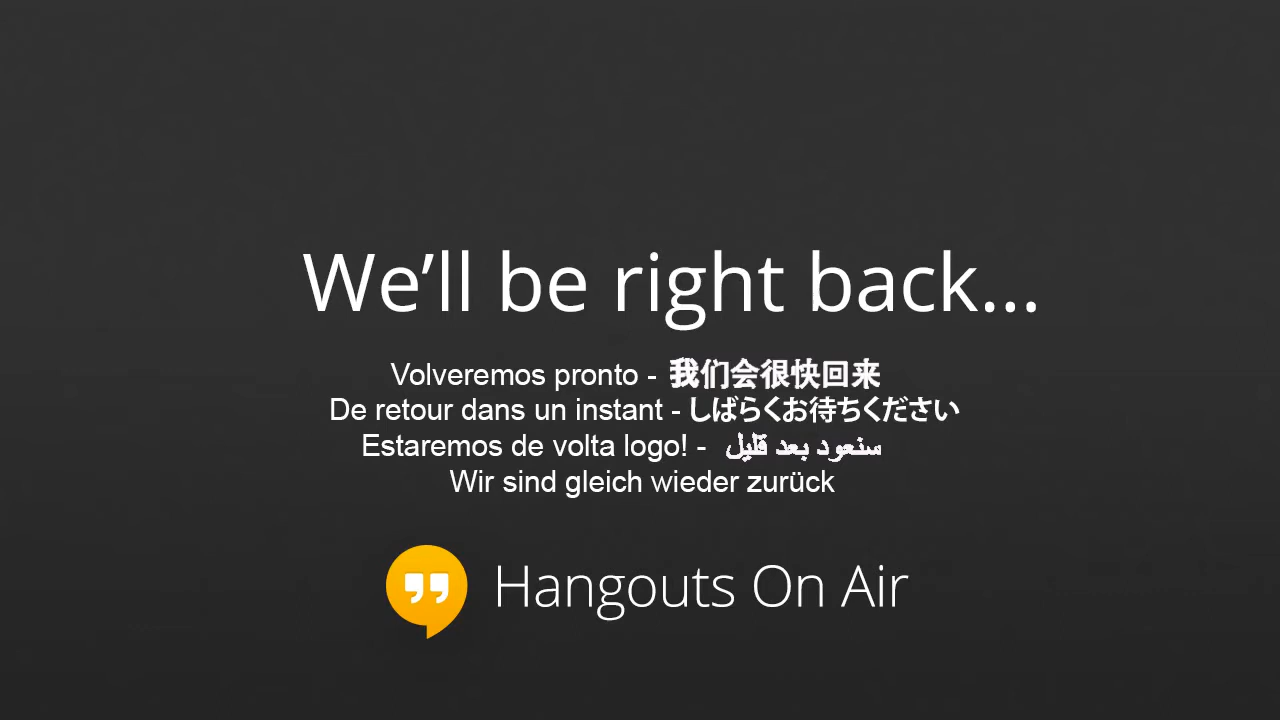 We’ll be right back...
Volveremos pronto - 我们会很快回来
De retour dans un instant - しばらくお待ちください
Estaremos de volta logo! - سنعود بعد قليل
Wir sind gleich wieder zurück
Hangouts On Air